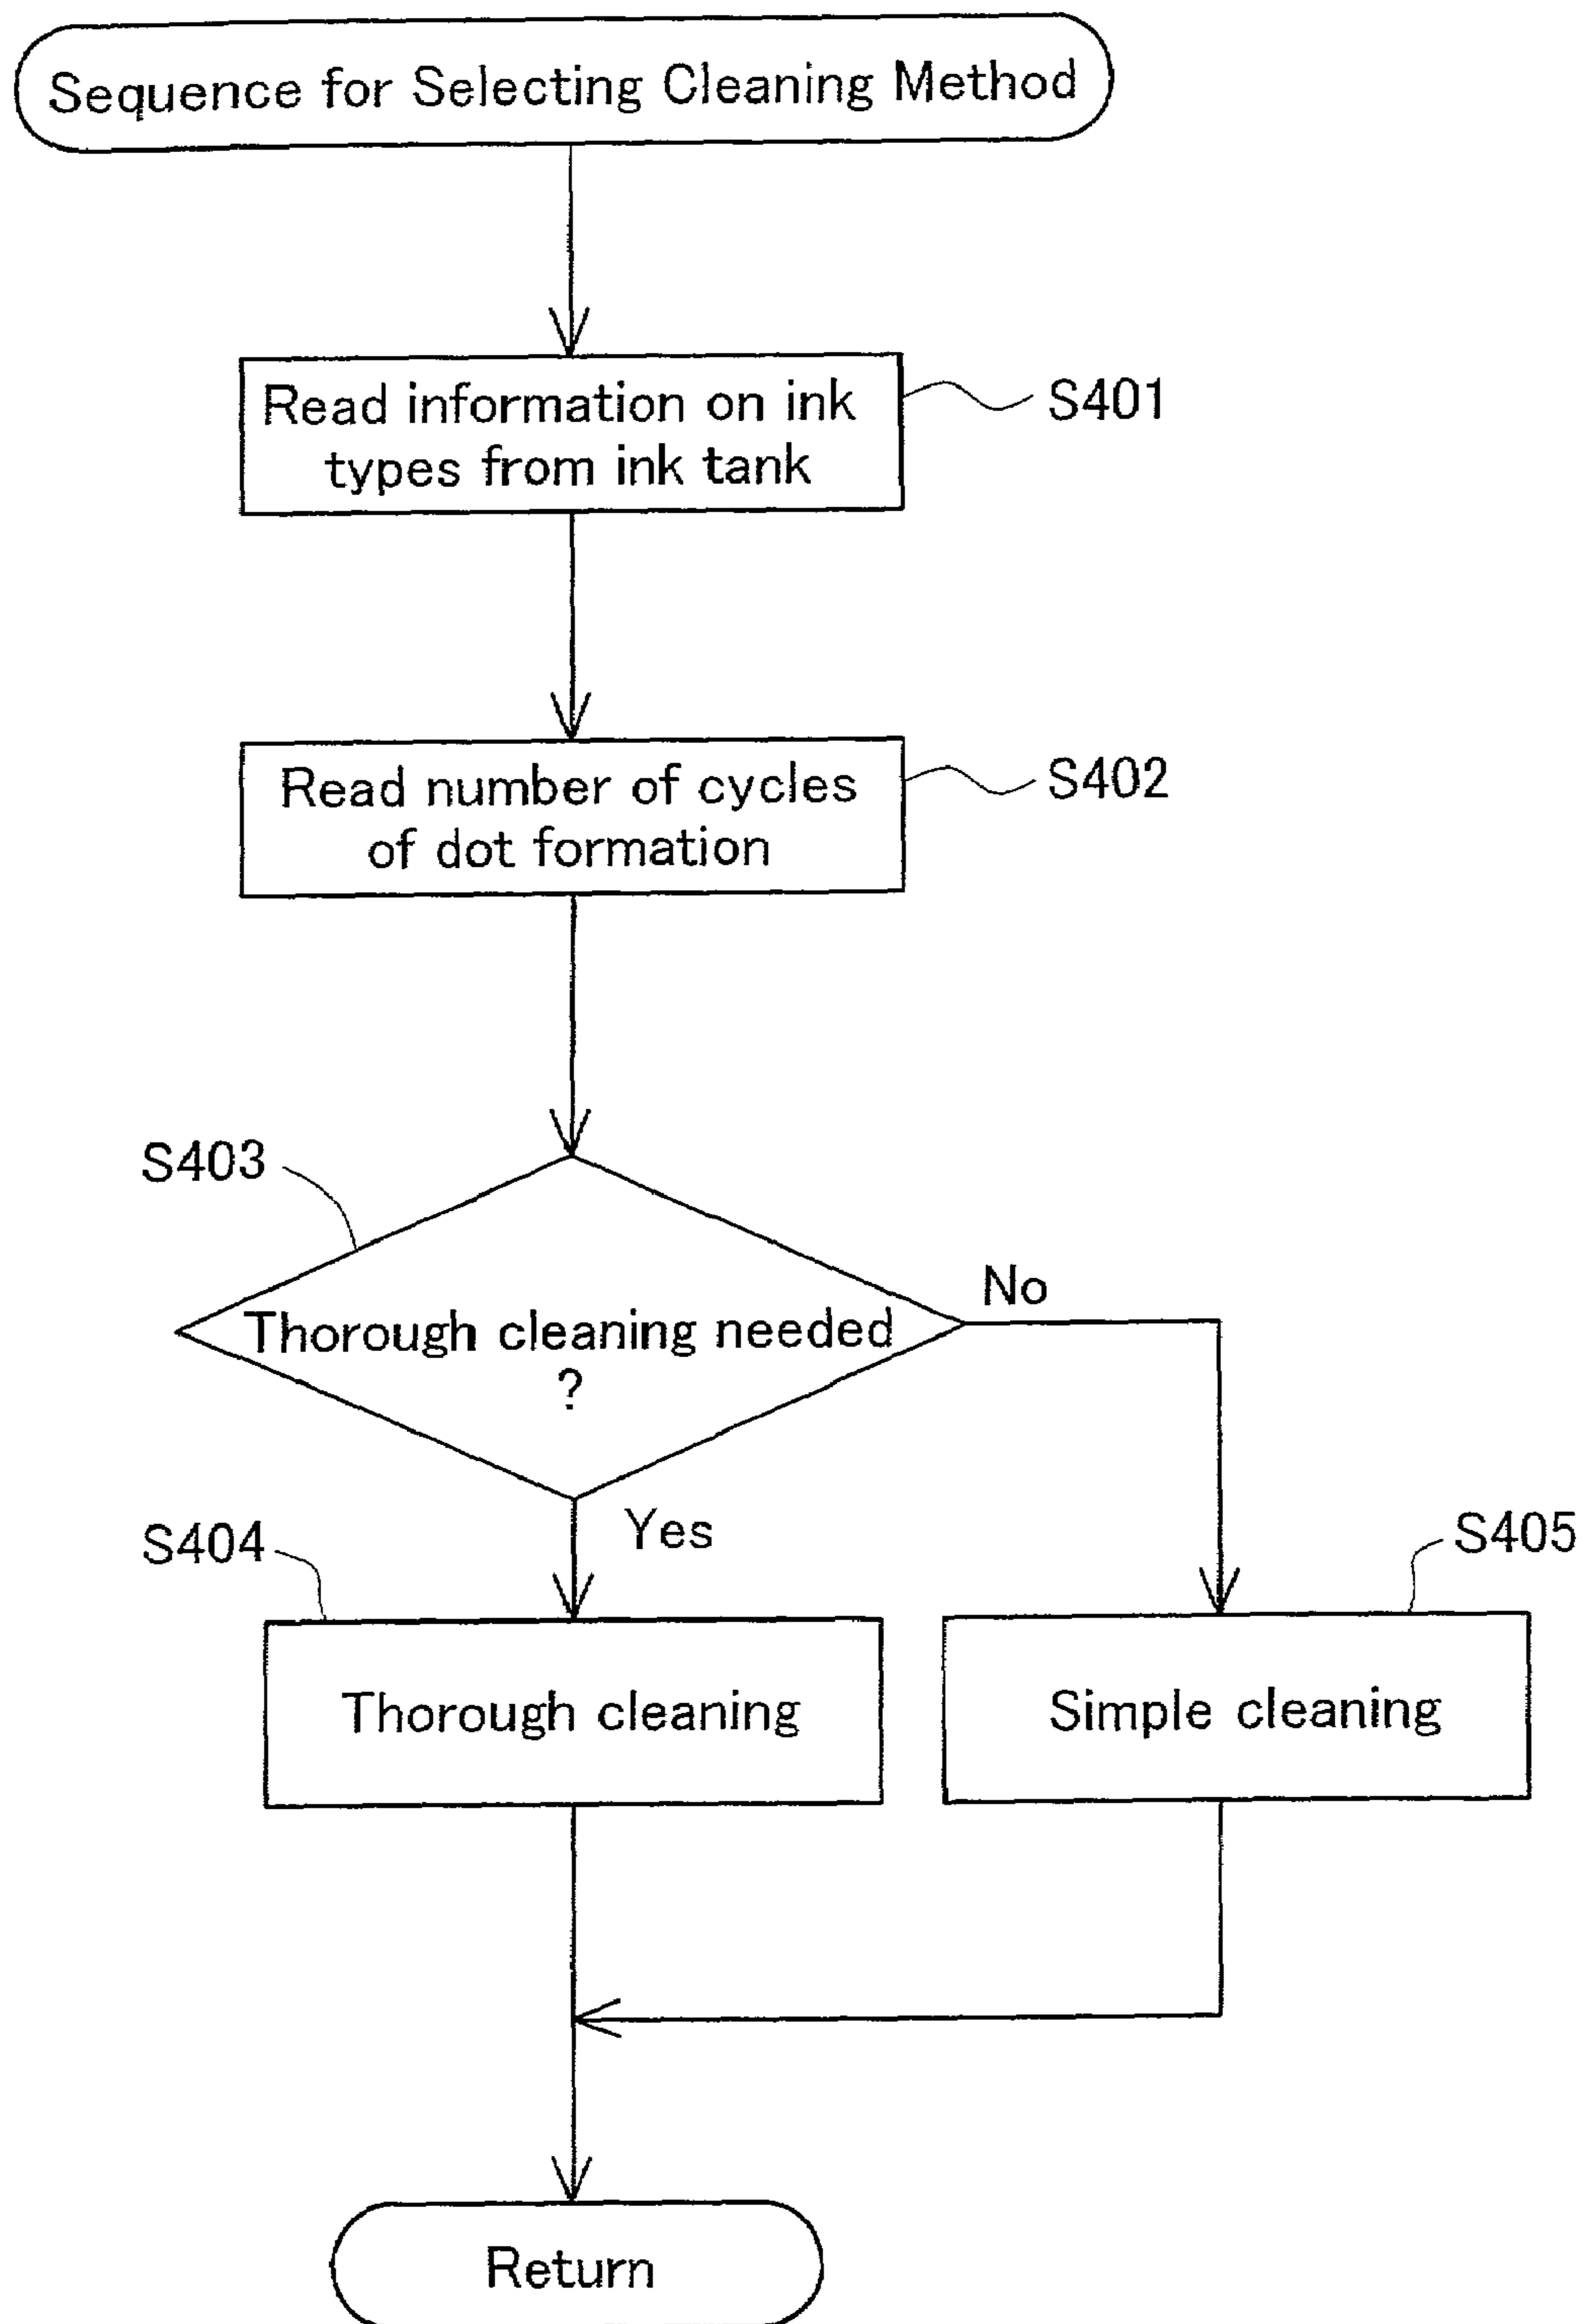 Sequence for Selecting Cleaning Method
Read information on ink
types from ink tank
S401
Read number of cycles
of dot formation
S402
S403
Thorough cleaning needed
?
No
Yes
S404
Thorough cleaning
S405
Simple cleaning
Return